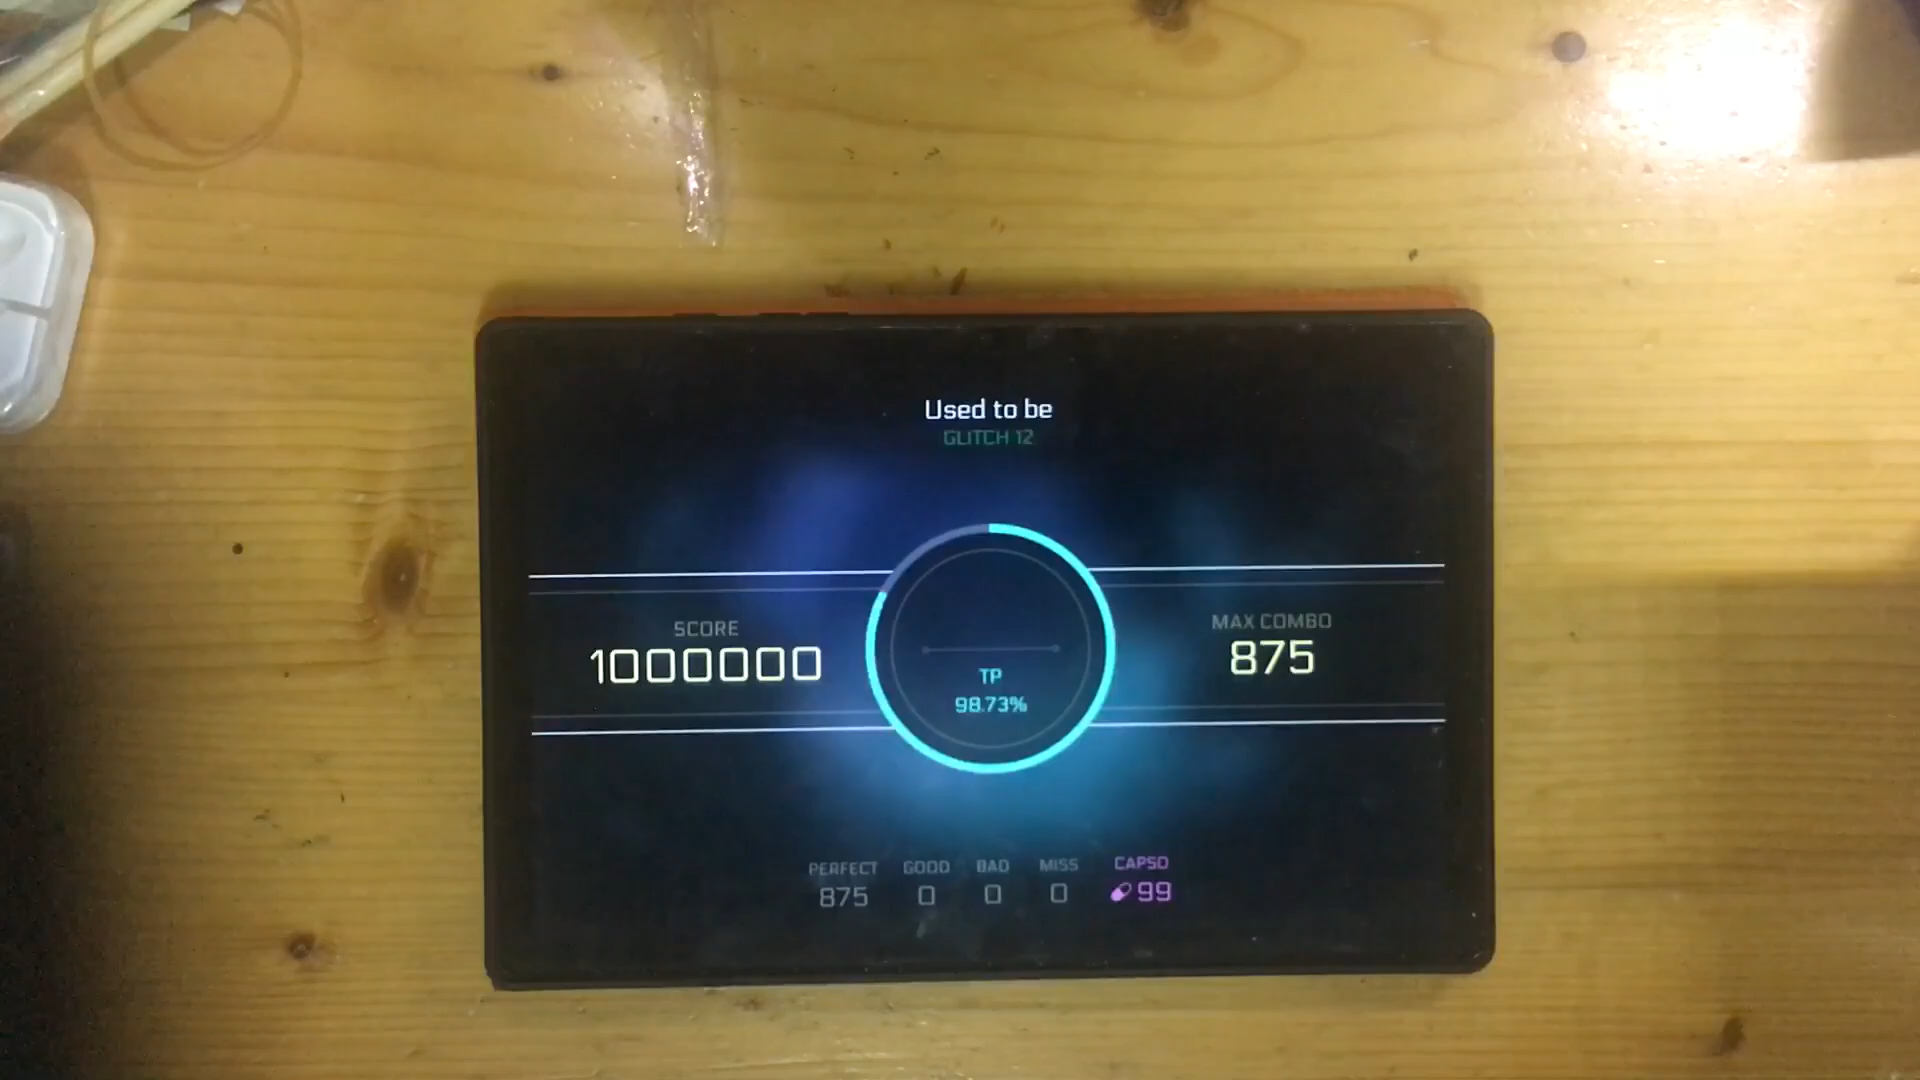 Used to be
GLITCH 12
SCORE
1000000
TP
98.73%
MAX COMBO
875
PERFECT GOOD BAD MISS CAPSO
875 0 0 0 99